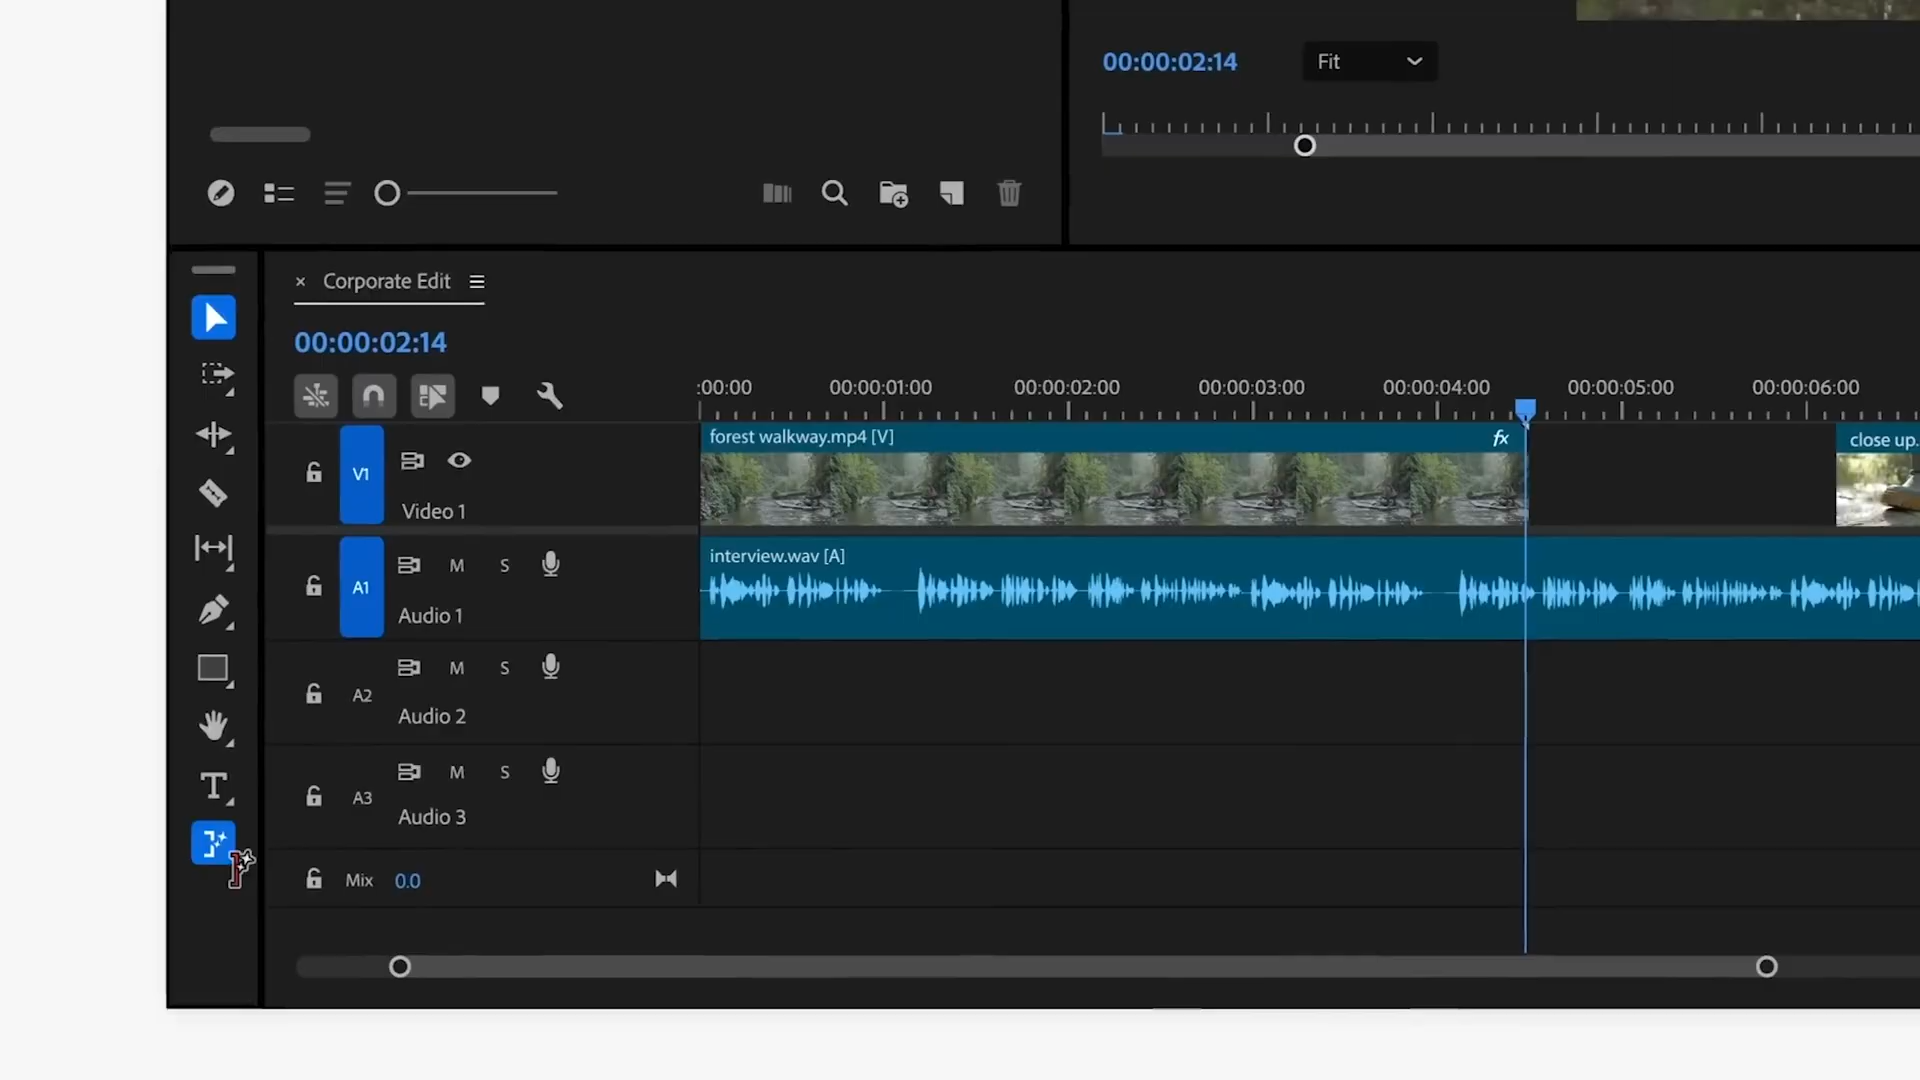 00:00:02:14
Fit
Corporate Edit
00:00:02:14
:00:00
00:00:01:00
00:00:02:00
00:00:03:00
00:00:04:00
00:00:05:00
00:00:06:00
forest walkway.mp4 [V]
fx
close up.
V1
Video 1
interview.wav [A]
A1
M
S
Audio 1
A2
M
S
Audio 2
A3
M
S
Audio 3
Mix
0.0